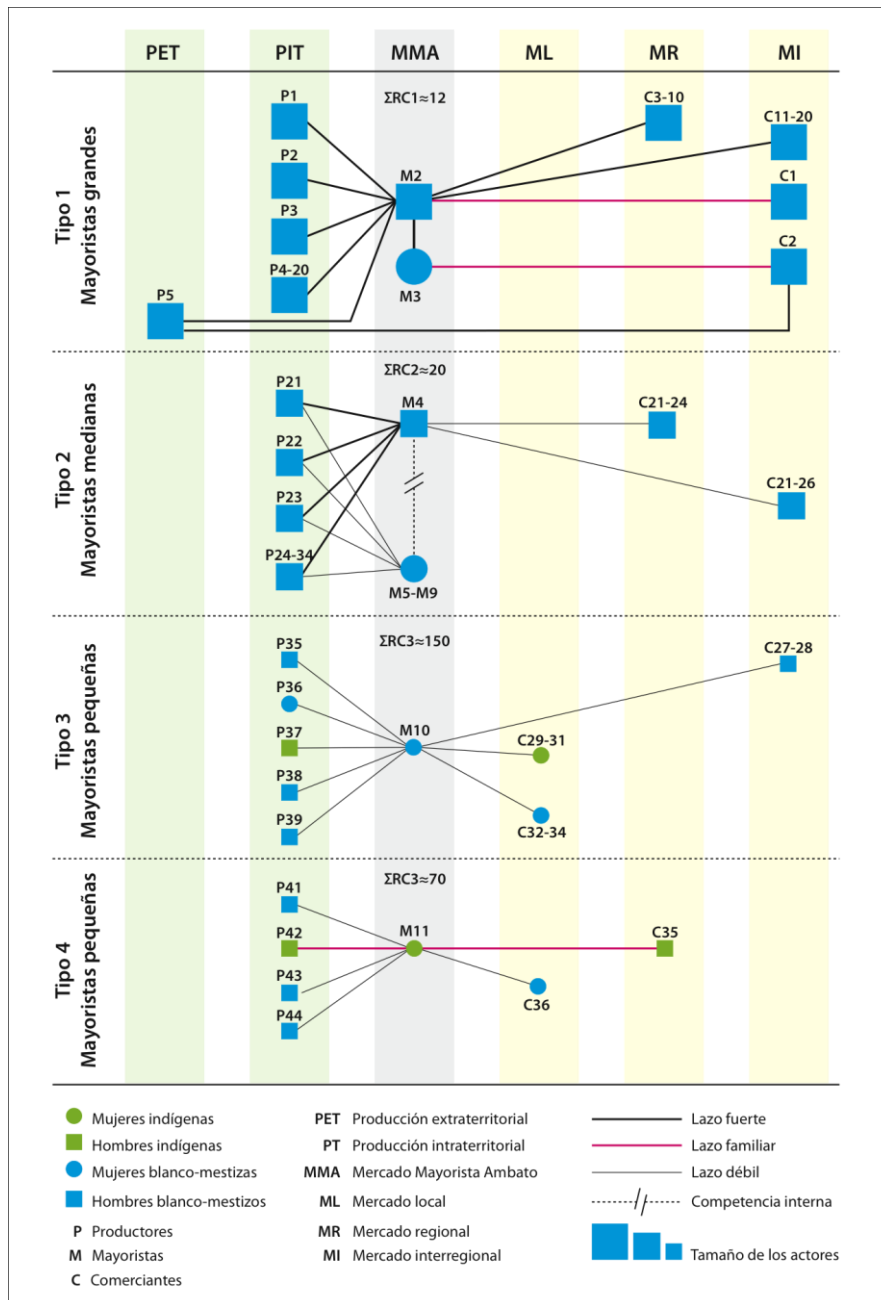 PET PIT MMA ML MR MI
Tipo 1
Mayoristas grandes
ΣRC1≈12
P1
P2
P3
P4-20
P5
M2
M3
C3-10
C11-20
C1
C2
Tipo 2
Mayoristas medianas
ΣRC2≈20
P21
P22
P23
P24-34
M4
M5-M9
C21-24
C21-26
Tipo 3
Mayoristas pequeñas
ΣRC3≈150
P35
P36
P37
P38
P39
M10
C29-31
C32-34
C27-28
Tipo 4
Mayoristas pequeñas
ΣRC3≈70
P41
P42
P43
P44
M11
C36
C35
Mujeres indígenas
Hombres indígenas
Mujeres blanco-mestizas
Hombres blanco-mestizos
P Productores
M Mayoristas
C Comerciantes
PET Producción extraterritorial
PT Producción intraterritorial
MMA Mercado Mayorista Ambato
ML Mercado local
MR Mercado regional
MI Mercado interregional
Lazo fuerte
Lazo familiar
Lazo débil
Competencia interna
Tamaño de los actores